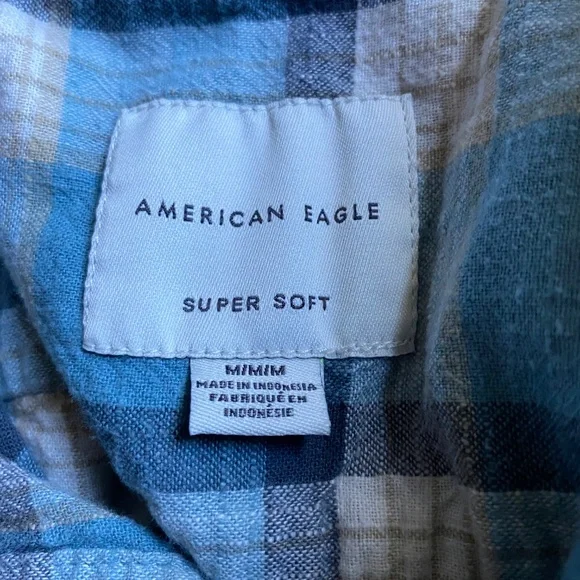 AMERICAN EAGLE
SUPER SOFT
M/M/M
MADE IN INDONESIA
FABRIQUÉ EN
INDONÉSIE